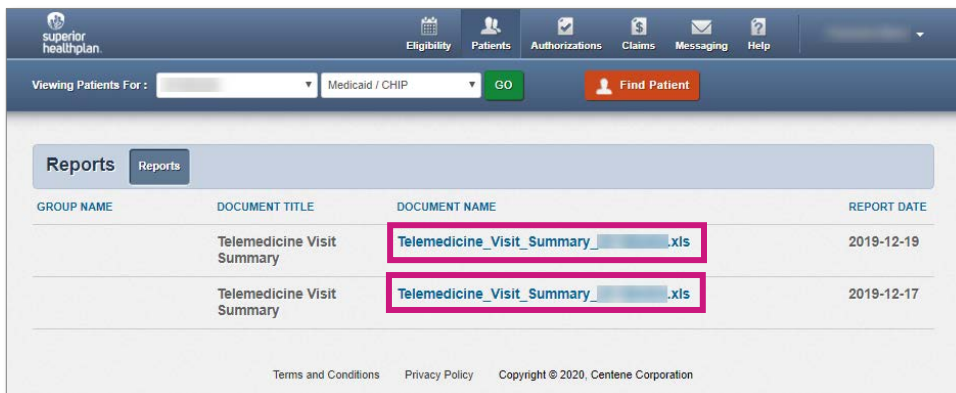 superior
healthplan.
Eligibility Patients Authorizations Claims Messaging Help
Viewing Patients For : Medicaid / CHIP GO Find Patient
Reports Reports
GROUP NAME DOCUMENT TITLE DOCUMENT NAME REPORT DATE
Telemedicine Visit Telemedicine_Visit_Summary_ .xls 2019-12-19
Summary
Telemedicine Visit Telemedicine_Visit_Summary_ .xls 2019-12-17
Summary
Terms and Conditions Privacy Policy Copyright © 2020, Centene Corporation